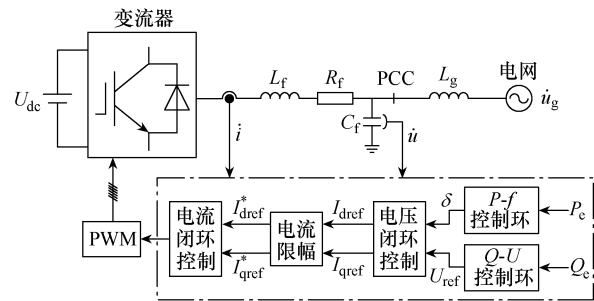 变流器
U_dc
L_f
R_f
PCC
L_g
电网
u̇_g
C_f
i̇
u̇
PWM
电流
闭环
控制
I*_dref
I*_qref
电流
限幅
I_dref
I_qref
电压
闭环
控制
δ
U_ref
P-f
控制环
P_e
Q-U
控制环
Q_e